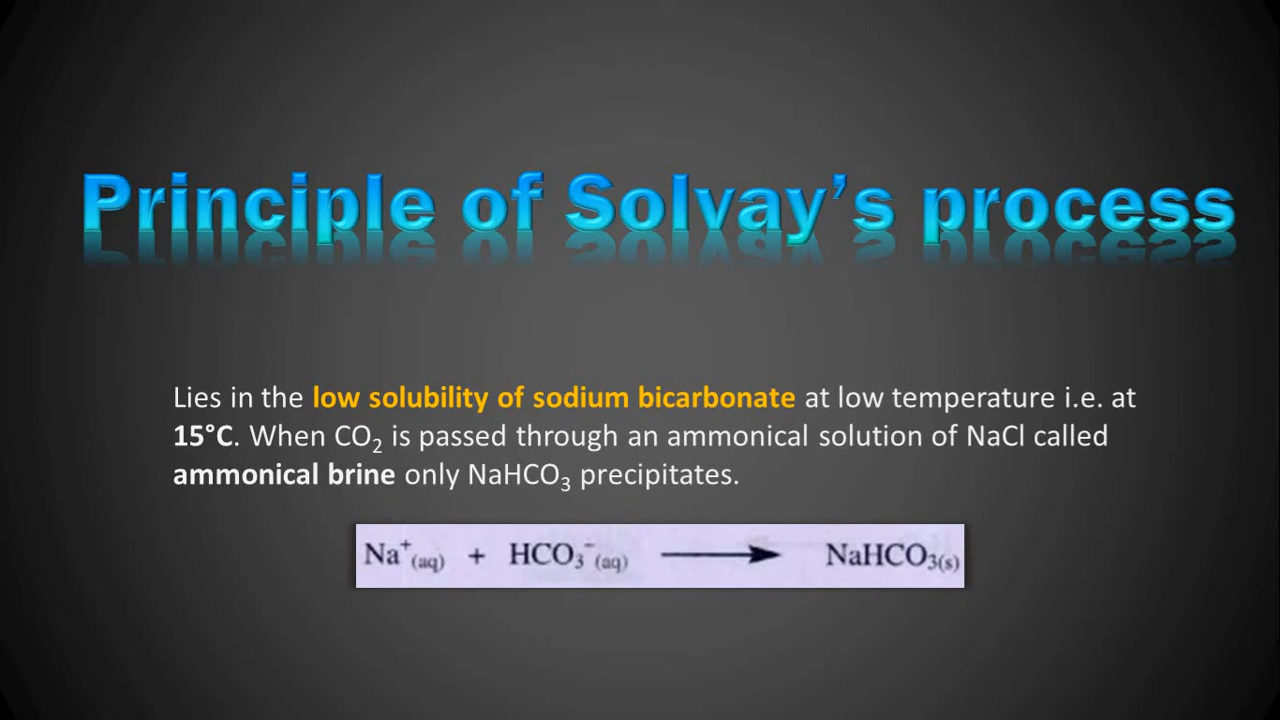 Principle of Solvay’s process
Lies in the low solubility of sodium bicarbonate at low temperature i.e. at
15°C. When CO₂ is passed through an ammonical solution of NaCl called
ammonical brine only NaHCO₃ precipitates.
Na⁺(aq) + HCO₃⁻(aq) ⟶ NaHCO₃(s)